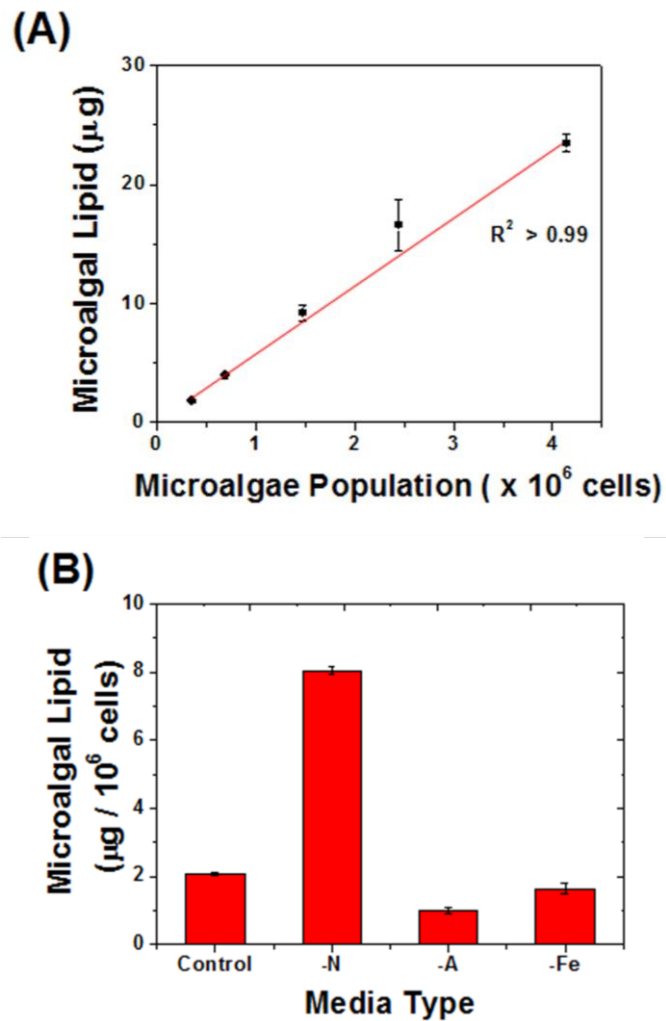 (A)
Microalgal Lipid (μg)
30
20
10
0
R² > 0.99
0 1 2 3 4
Microalgae Population ( x 10⁶ cells)
(B)
Microalgal Lipid
(μg / 10⁶ cells)
10
8
6
4
2
0
Control -N -A -Fe
Media Type